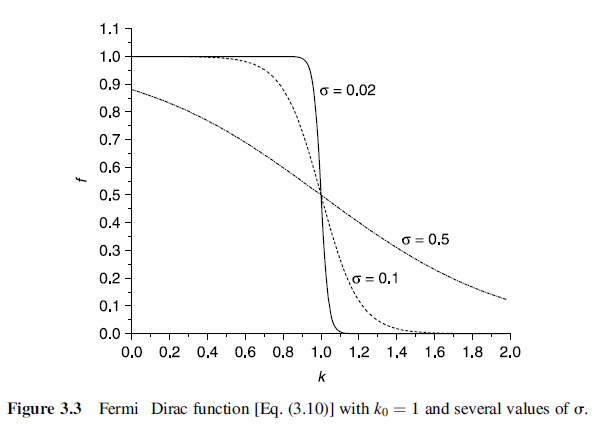 1.1
1.0
0.9
σ = 0.02
0.8
0.7
0.6
f
0.5
0.4
σ = 0.5
0.3
0.2
σ = 0.1
0.1
0.0
0.0 0.2 0.4 0.6 0.8 1.0 1.2 1.4 1.6 1.8 2.0
k
Figure 3.3 Fermi Dirac function [Eq. (3.10)] with k₀ = 1 and several values of σ.